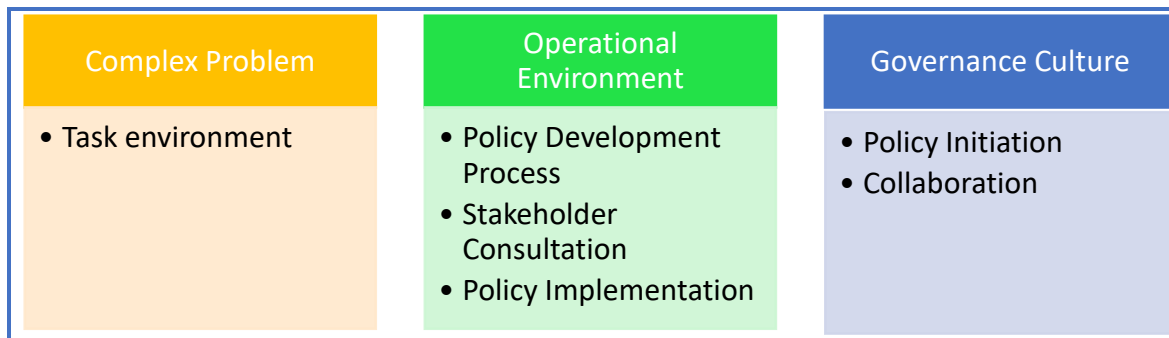 Complex Problem
• Task environment
Operational
Environment
• Policy Development
Process
• Stakeholder
Consultation
• Policy Implementation
Governance Culture
• Policy Initiation
• Collaboration